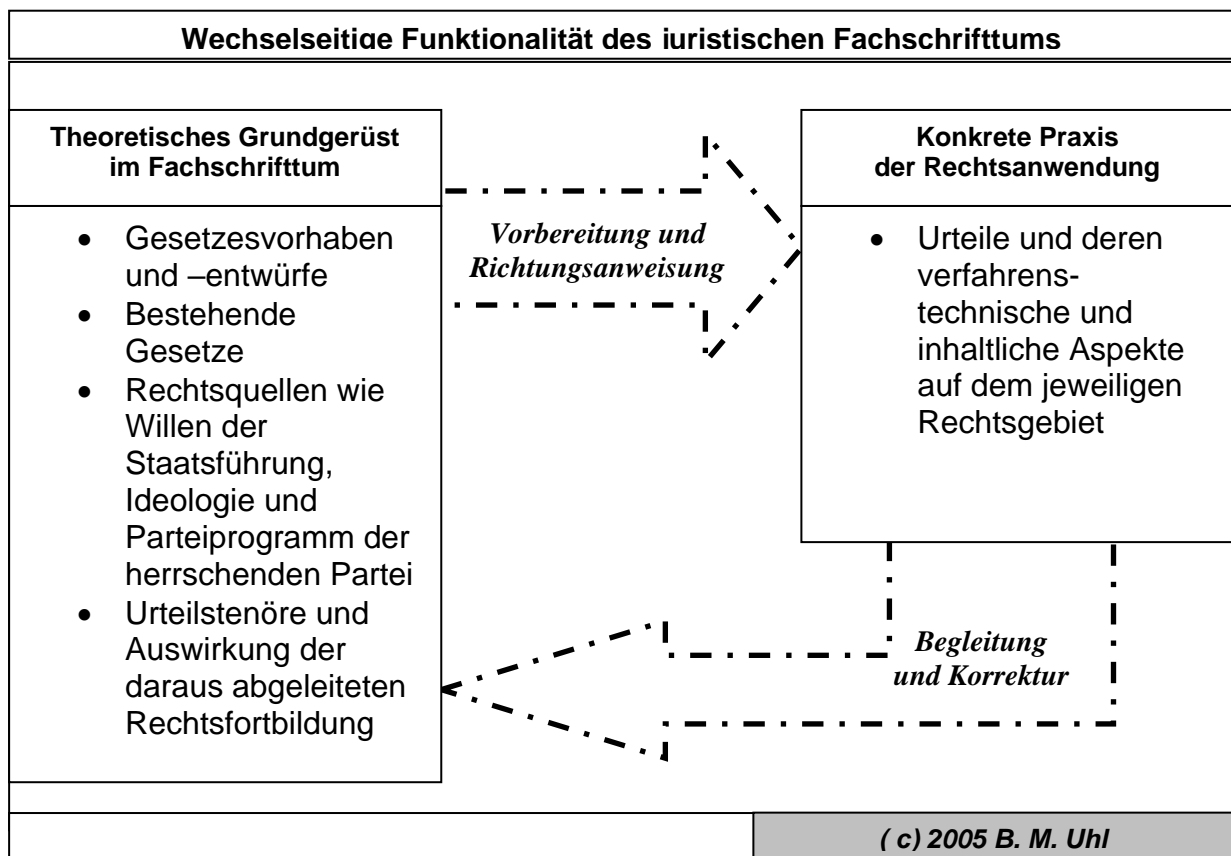 Wechselseitige Funktionalität des juristischen Fachschrifttums
Theoretisches Grundgerüst
im Fachschrifttum
• Gesetzesvorhaben
und –entwürfe
• Bestehende
Gesetze
• Rechtsquellen wie
Willen der
Staatsführung,
Ideologie und
Parteiprogramm der
herrschenden Partei
• Urteilstenöre und
Auswirkung der
daraus abgeleiteten
Rechtsfortbildung
Vorbereitung und
Richtungsanweisung
Konkrete Praxis
der Rechtsanwendung
• Urteile und deren
verfahrens-
technische und
inhaltliche Aspekte
auf dem jeweiligen
Rechtsgebiet
Begleitung
und Korrektur
( c) 2005 B. M. Uhl